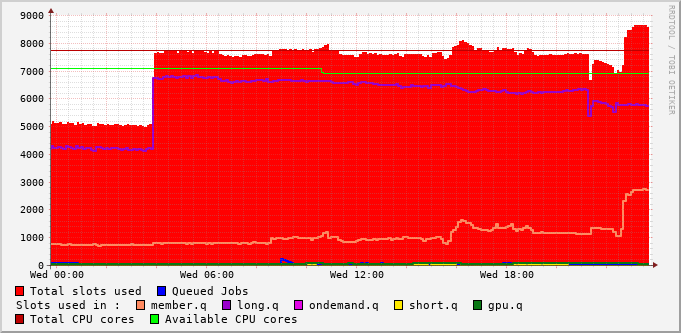 9000
8000
7000
6000
5000
4000
3000
2000
1000
0
Wed 00:00 Wed 06:00 Wed 12:00 Wed 18:00
RRDTOOL / TOBI OETIKER
Total slots used Queued Jobs
Slots used in : member.q long.q ondemand.q short.q gpu.q
Total CPU cores Available CPU cores